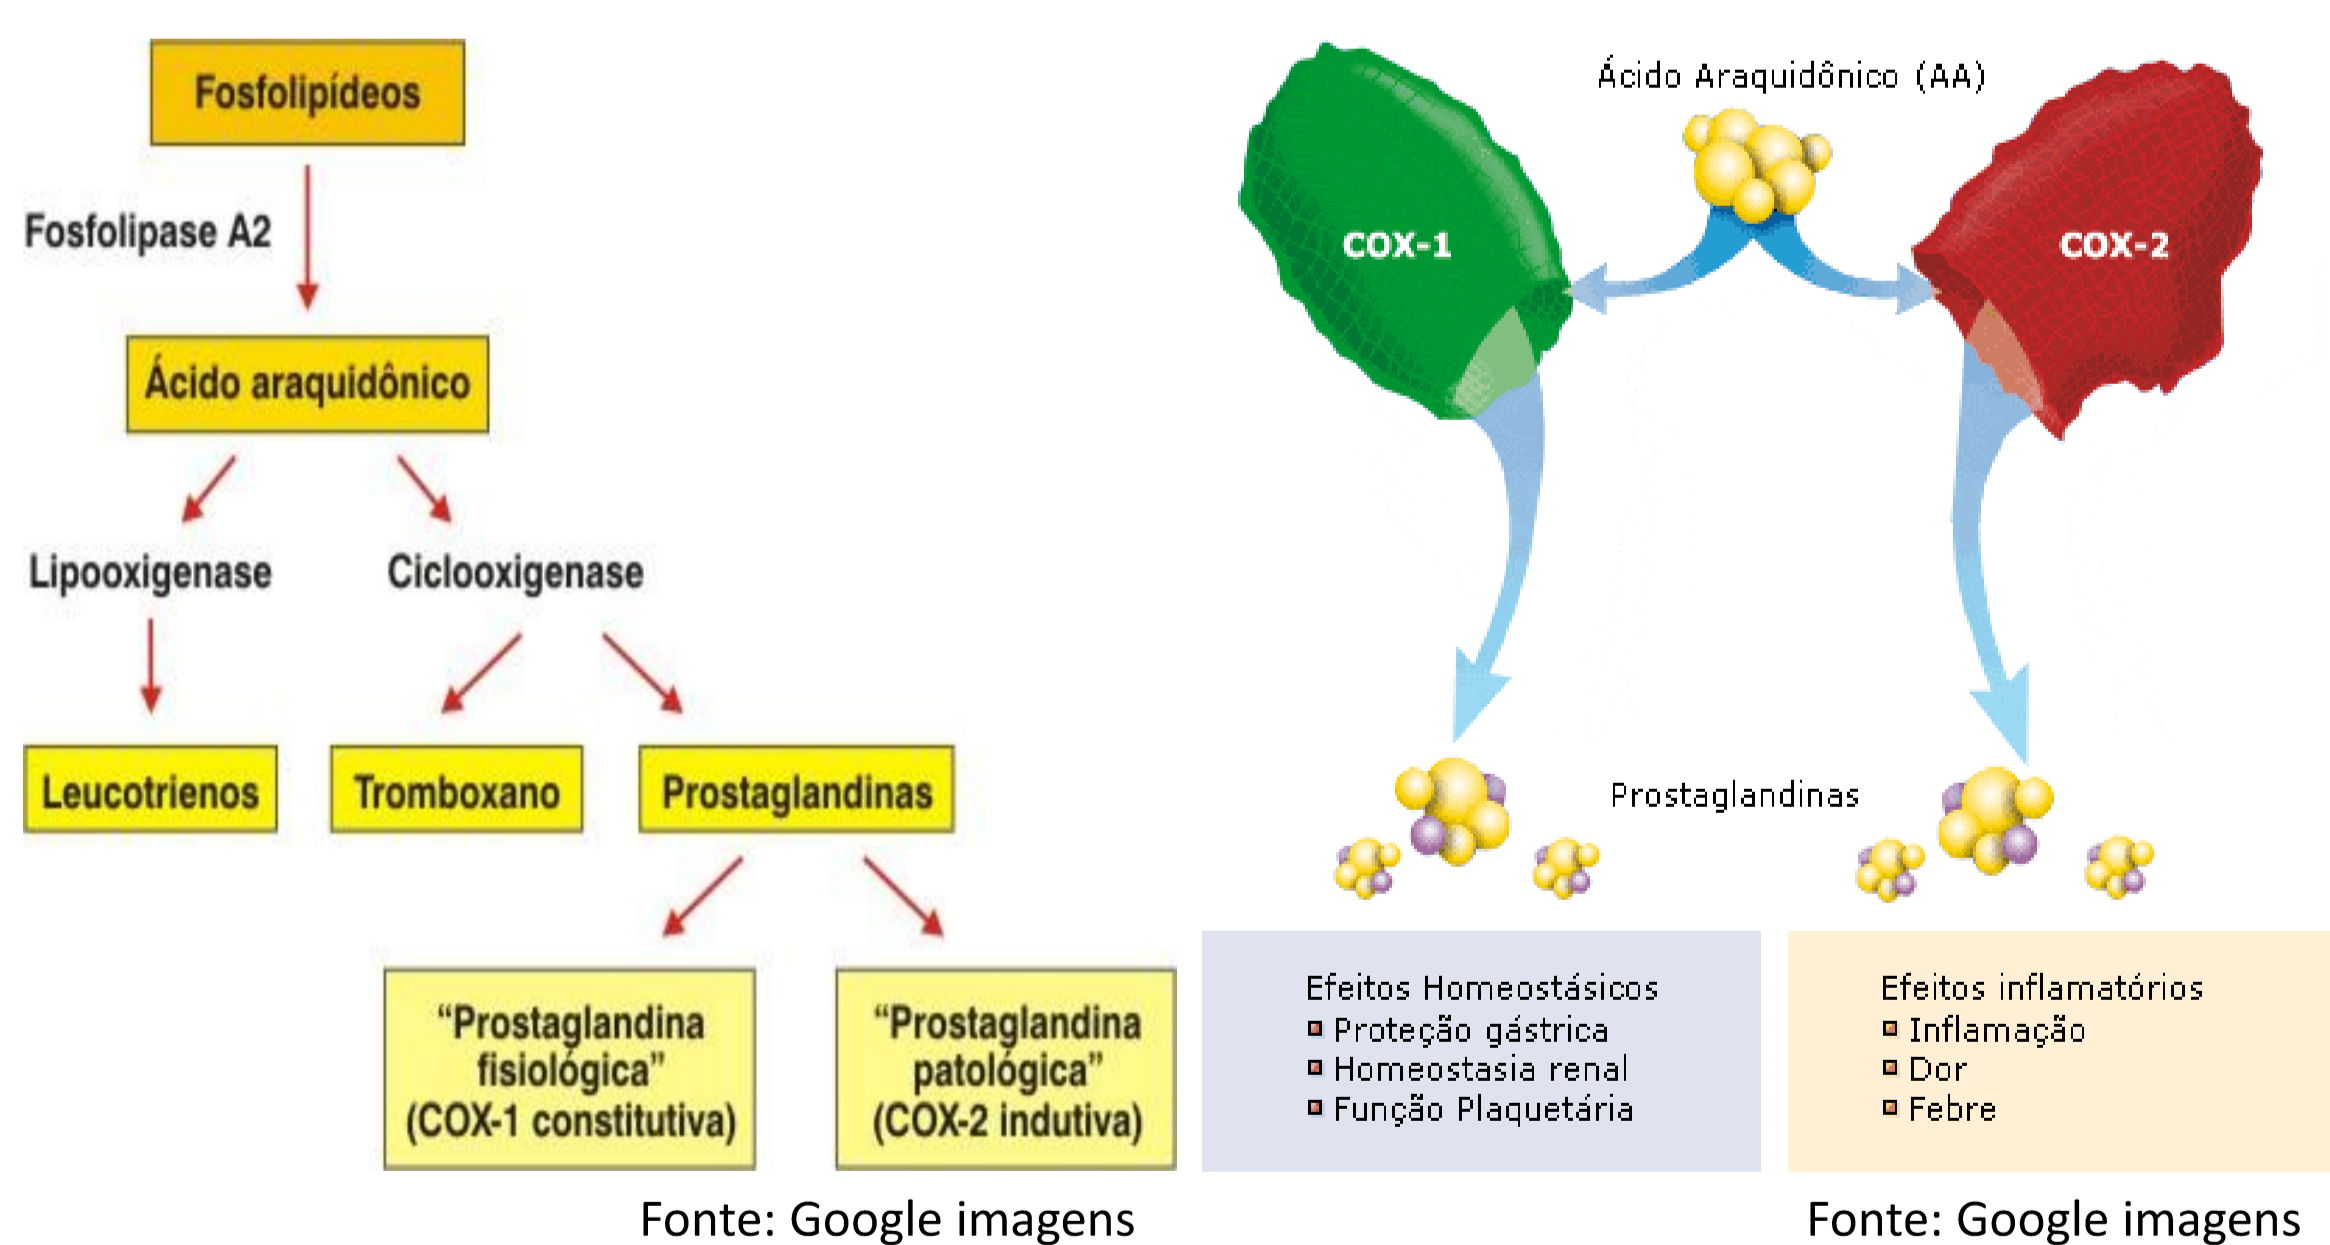 Fosfolipídeos
Fosfolipase A2
Ácido araquidônico
Lipooxigenase
Ciclooxigenase
Leucotrienos
Tromboxano
Prostaglandinas
“Prostaglandina
fisiológica”
(COX-1 constitutiva)
“Prostaglandina
patológica”
(COX-2 indutiva)
Fonte: Google imagens
Ácido Araquidônico (AA)
COX-1
COX-2
Prostaglandinas
Efeitos Homeostásicos
Proteção gástrica
Homeostasia renal
Função Plaquetária
Efeitos inflamatórios
Inflamação
Dor
Febre
Fonte: Google imagens